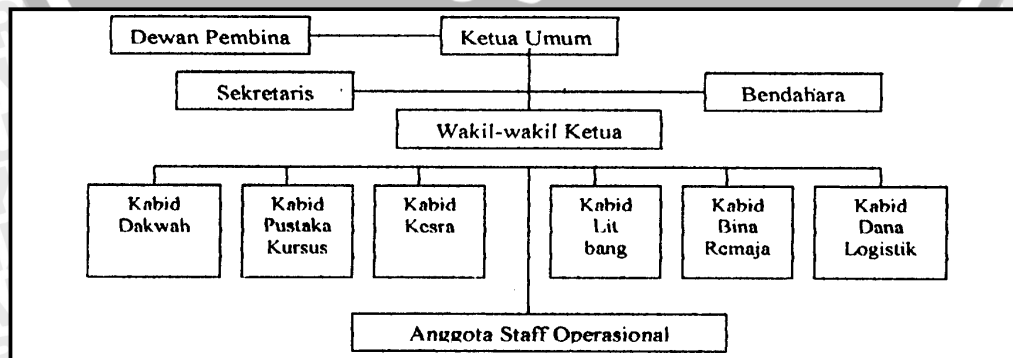 Dewan Pembina
Ketua Umum
Sekretaris
Bendahara
Wakil-wakil Ketua
Kabid
Dakwah
Kabid
Pustaka
Kursus
Kabid
Kesra
Kabid
Lit
bang
Kabid
Bina
Remaja
Kabid
Dana
Logistik
Anggota Staff Operasional